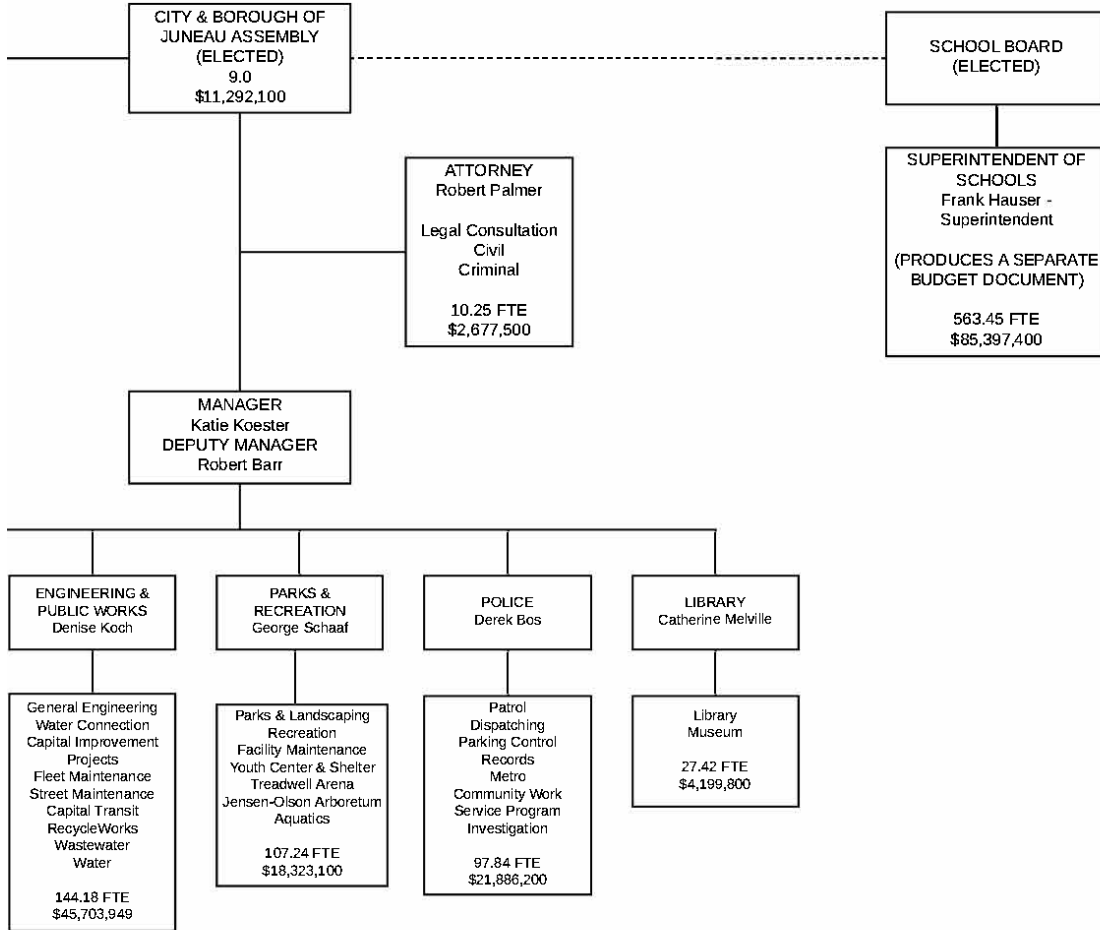 CITY & BOROUGH OF
JUNEAU ASSEMBLY
(ELECTED)
9.0
$11,292,100
SCHOOL BOARD
(ELECTED)
ATTORNEY
Robert Palmer
Legal Consultation
Civil
Criminal
10.25 FTE
$2,677,500
SUPERINTENDENT OF
SCHOOLS
Frank Hauser -
Superintendent
(PRODUCES A SEPARATE
BUDGET DOCUMENT)
563.45 FTE
$85,397,400
MANAGER
Katie Koester
DEPUTY MANAGER
Robert Barr
ENGINEERING &
PUBLIC WORKS
Denise Koch
PARKS &
RECREATION
George Schaaf
POLICE
Derek Bos
LIBRARY
Catherine Melville
General Engineering
Water Connection
Capital Improvement
Projects
Fleet Maintenance
Street Maintenance
Capital Transit
RecycleWorks
Wastewater
Water
144.18 FTE
$45,703,949
Parks & Landscaping
Recreation
Facility Maintenance
Youth Center & Shelter
Treadwell Arena
Jensen-Olson Arboretum
Aquatics
107.24 FTE
$18,323,100
Patrol
Dispatching
Parking Control
Records
Metro
Community Work
Service Program
Investigation
97.84 FTE
$21,886,200
Library
Museum
27.42 FTE
$4,199,800